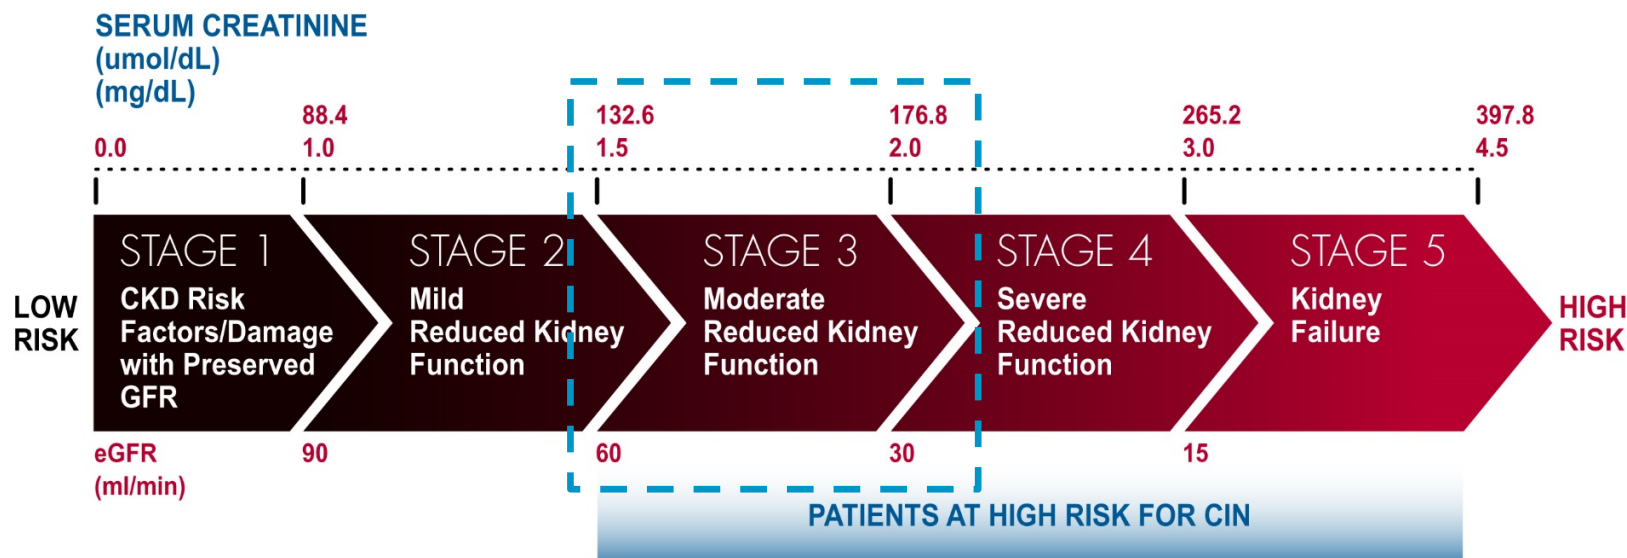 SERUM CREATININE
(umol/dL)
(mg/dL)
88.4
132.6
176.8
265.2
397.8
0.0
1.0
1.5
2.0
3.0
4.5
LOW
RISK
STAGE 1
CKD Risk
Factors/Damage
with Preserved
GFR
STAGE 2
Mild
Reduced Kidney
Function
STAGE 3
Moderate
Reduced Kidney
Function
STAGE 4
Severe
Reduced Kidney
Function
STAGE 5
Kidney
Failure
HIGH
RISK
eGFR
(ml/min)
90
60
30
15
PATIENTS AT HIGH RISK FOR CIN